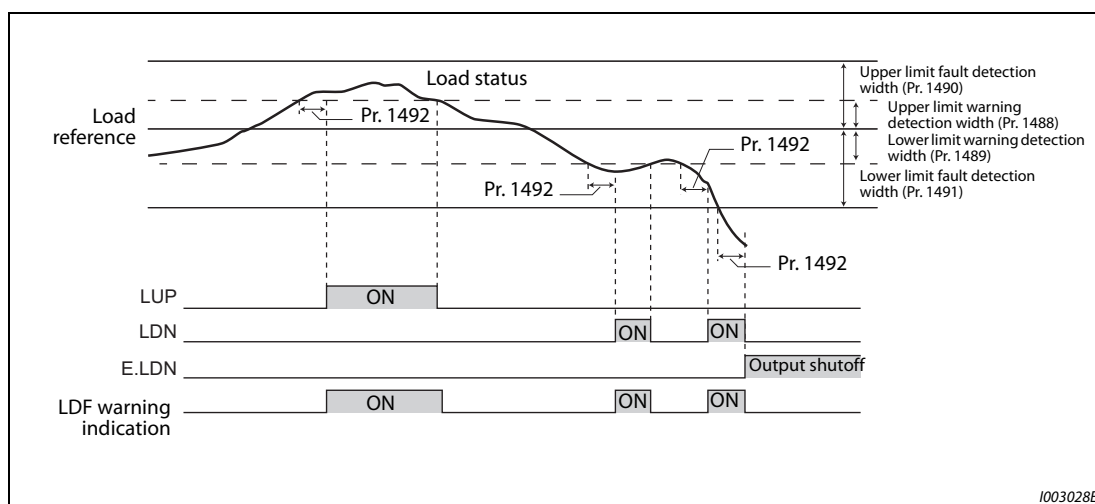 Load status
Load
reference
Pr. 1492
Pr. 1492
Pr. 1492
Pr. 1492
Upper limit fault detection
width (Pr. 1490)
Upper limit warning
detection width (Pr. 1488)
Lower limit warning detection
width (Pr. 1489)
Lower limit fault detection
width (Pr. 1491)
LUP
ON
LDN
ON
ON
E.LDN
Output shutoff
LDF warning
indication
ON
ON
ON
I003028E